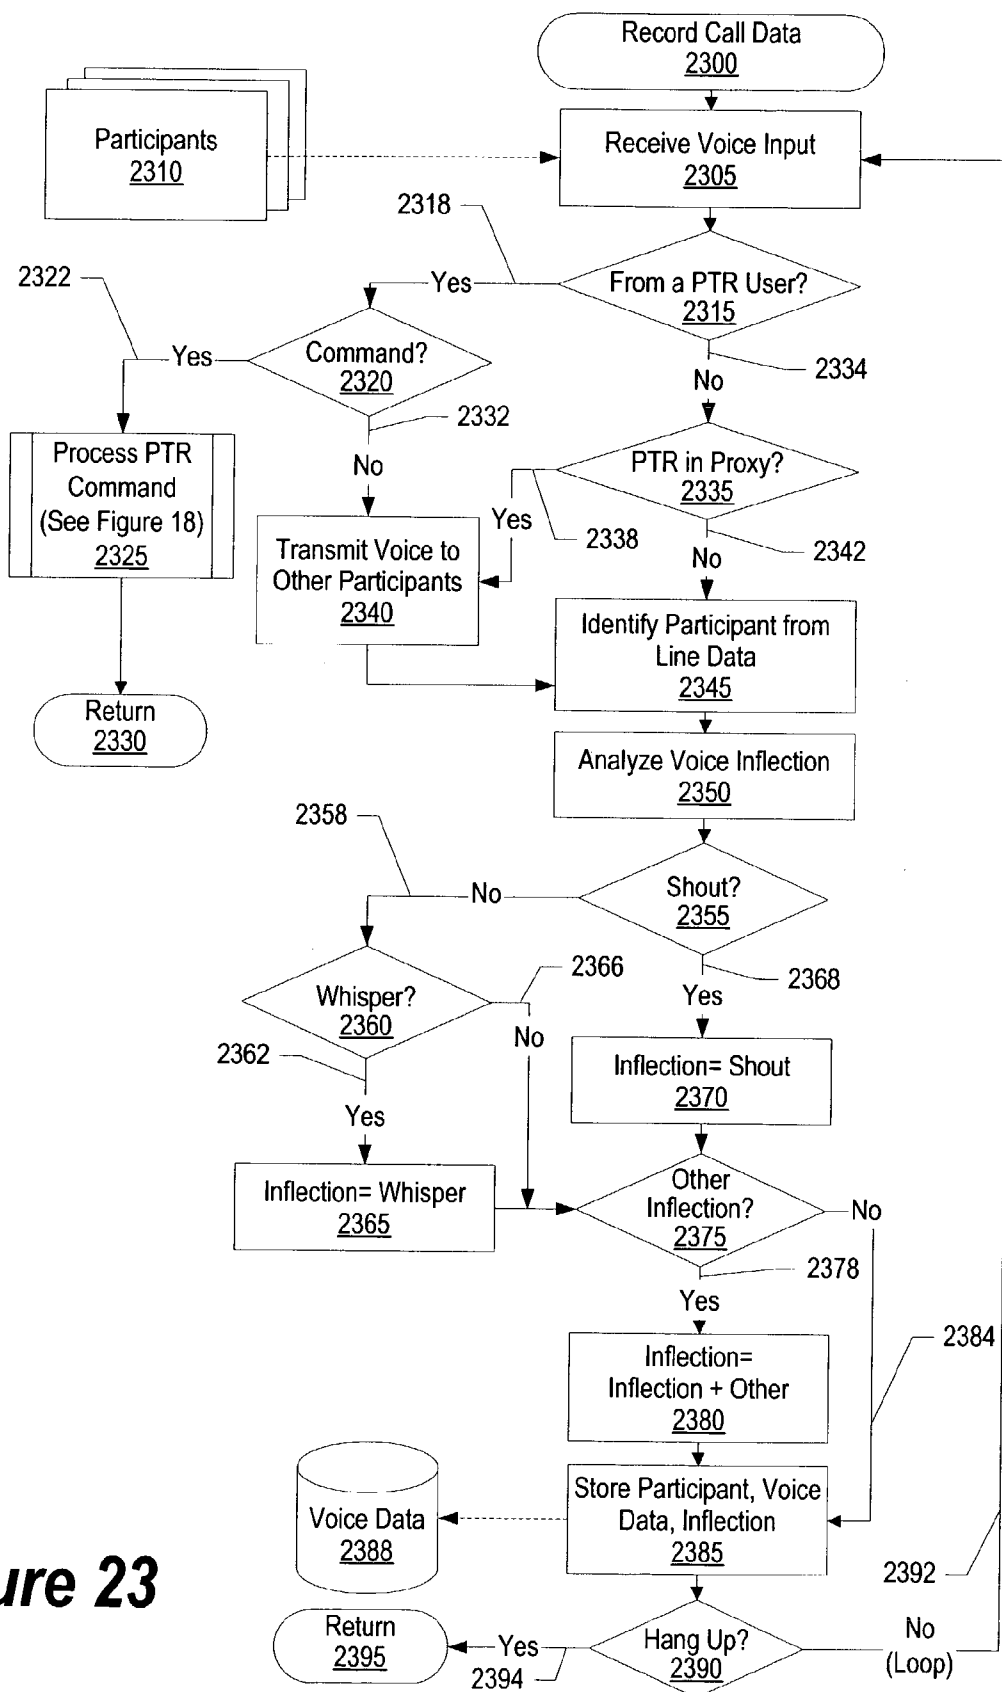 Record Call Data
2300
Participants
2310
Receive Voice Input
2305
2318
2322
Yes
From a PTR User?
2315
Yes
Command?
2320
2334
No
2332
Process PTR
Command
(See Figure 18)
2325
No
PTR in Proxy?
2335
Yes
2338
2342
No
Transmit Voice to
Other Participants
2340
Identify Participant from
Line Data
2345
Return
2330
Analyze Voice Inflection
2350
2358
No
Shout?
2355
2366
2368
Whisper?
2360
Yes
No
2362
Inflection= Shout
2370
Yes
Other
Inflection?
2375
No
Inflection= Whisper
2365
2378
Yes
2384
Inflection=
Inflection + Other
2380
Voice Data
2388
Store Participant, Voice
Data, Inflection
2385
2392
ure 23
Return
2395
Yes
2394
Hang Up?
2390
No
(Loop)